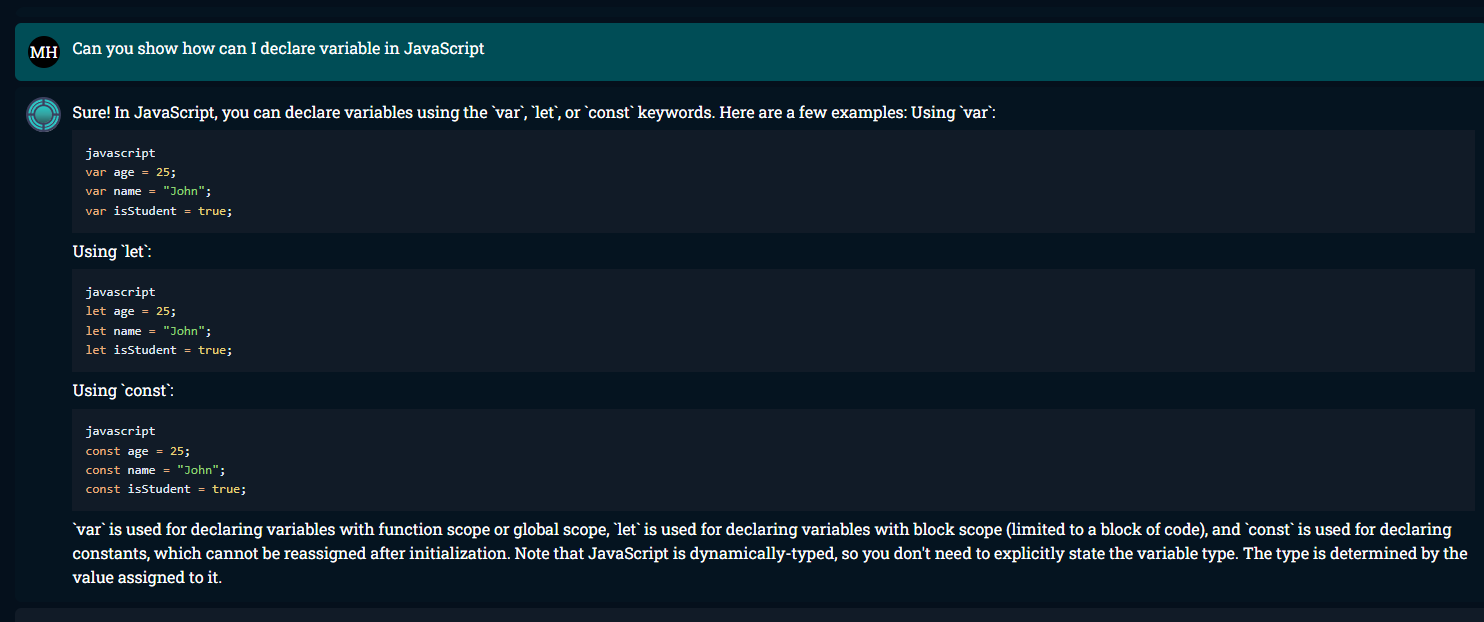 MH
Can you show how can I declare variable in JavaScript
Sure! In JavaScript, you can declare variables using the `var`, `let`, or `const` keywords. Here are a few examples: Using `var`:
javascript
var age = 25;
var name = "John";
var isStudent = true;
Using `let`:
javascript
let age = 25;
let name = "John";
let isStudent = true;
Using `const`:
javascript
const age = 25;
const name = "John";
const isStudent = true;
`var` is used for declaring variables with function scope or global scope, `let` is used for declaring variables with block scope (limited to a block of code), and `const` is used for declaring
constants, which cannot be reassigned after initialization. Note that JavaScript is dynamically-typed, so you don't need to explicitly state the variable type. The type is determined by the
value assigned to it.